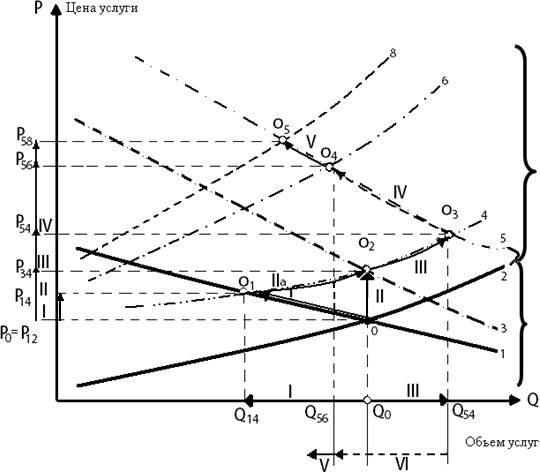 P Цена услуги
8
6
P58
O5
V
O4
P56
IV
O3
4
P54
IV
O2
III
5
III
2
P34
O1
IIa
II
P14
I
II
I
0
3
P0=P12
1
I
III
Q
Q14
Q56
Q0
Q54
Объем услуг
V
VI